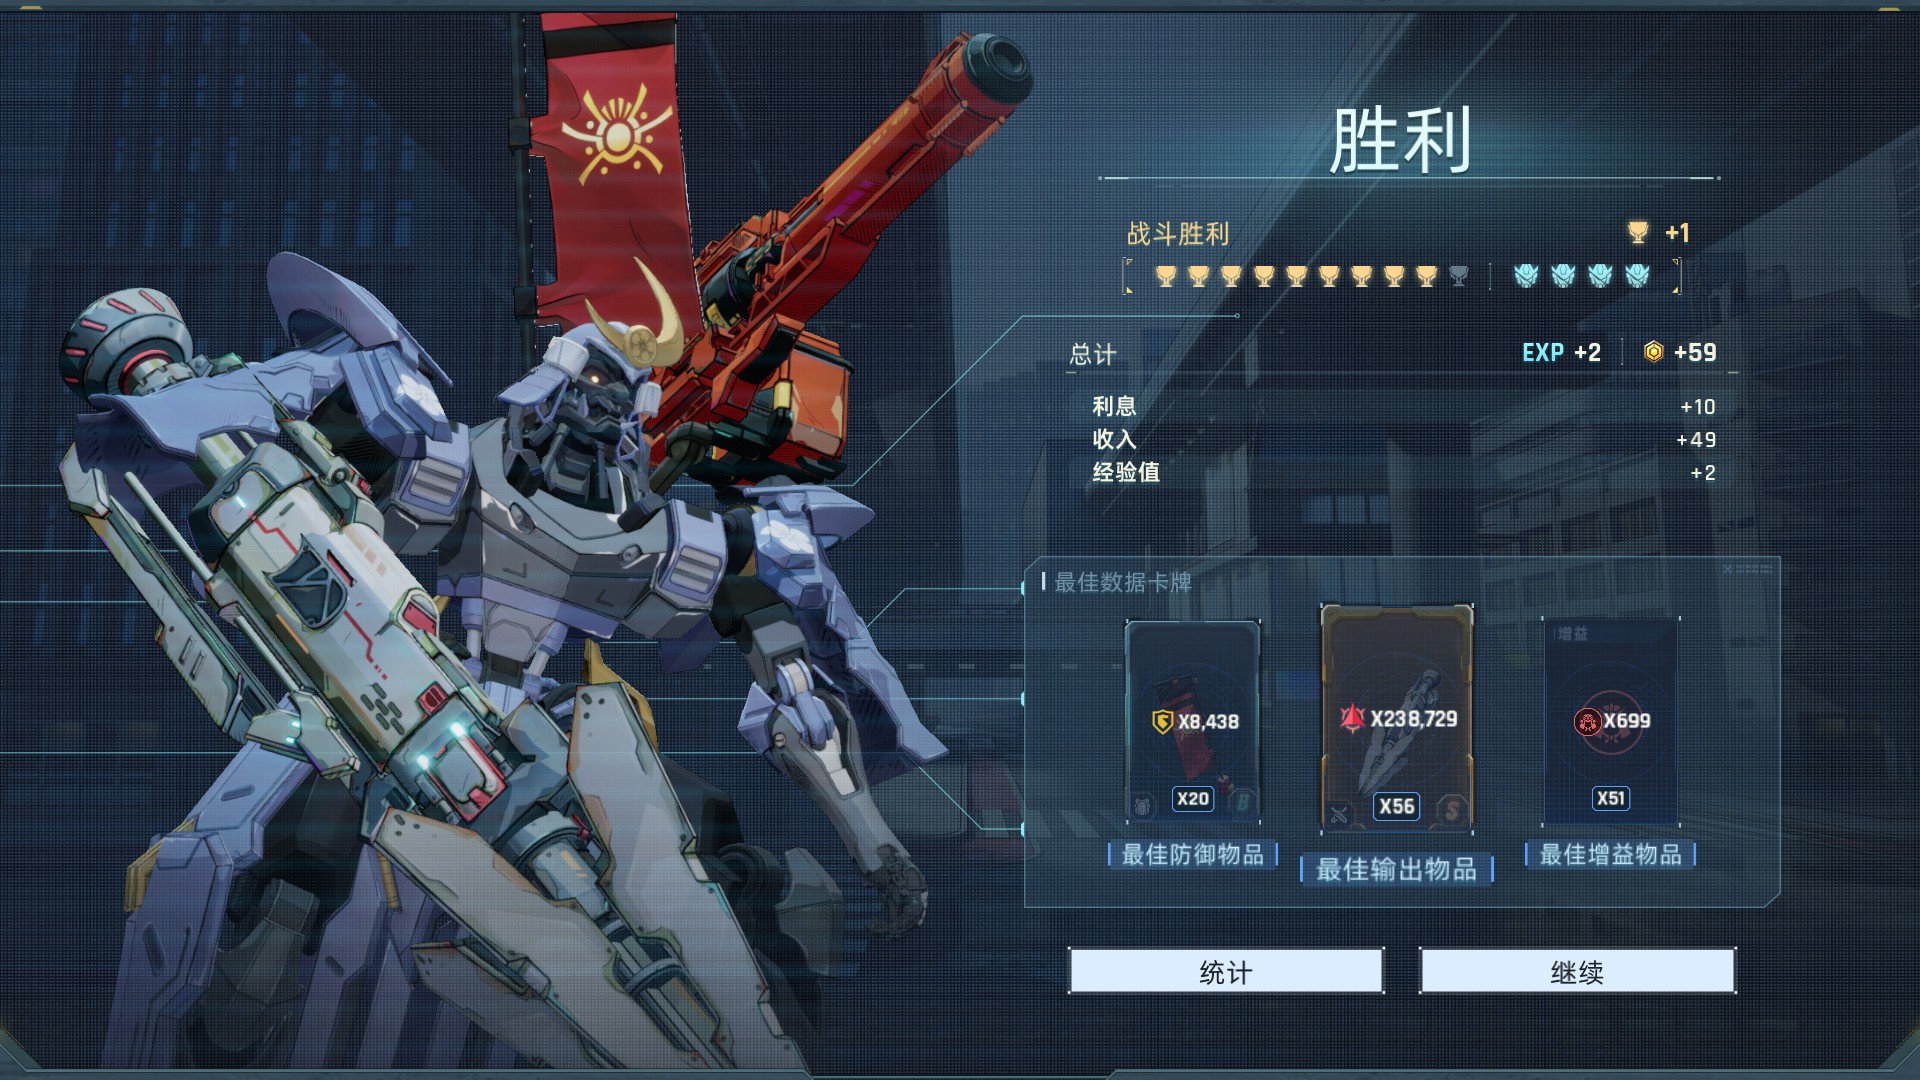 胜利
战斗胜利 +1
总计 EXP +2 +59
利息 +10
收入 +49
经验值 +2
最佳数据卡牌
增益
X8,438
X238,729
X699
X20
B
X56
S
X51
最佳防御物品
最佳输出物品
最佳增益物品
统计
继续